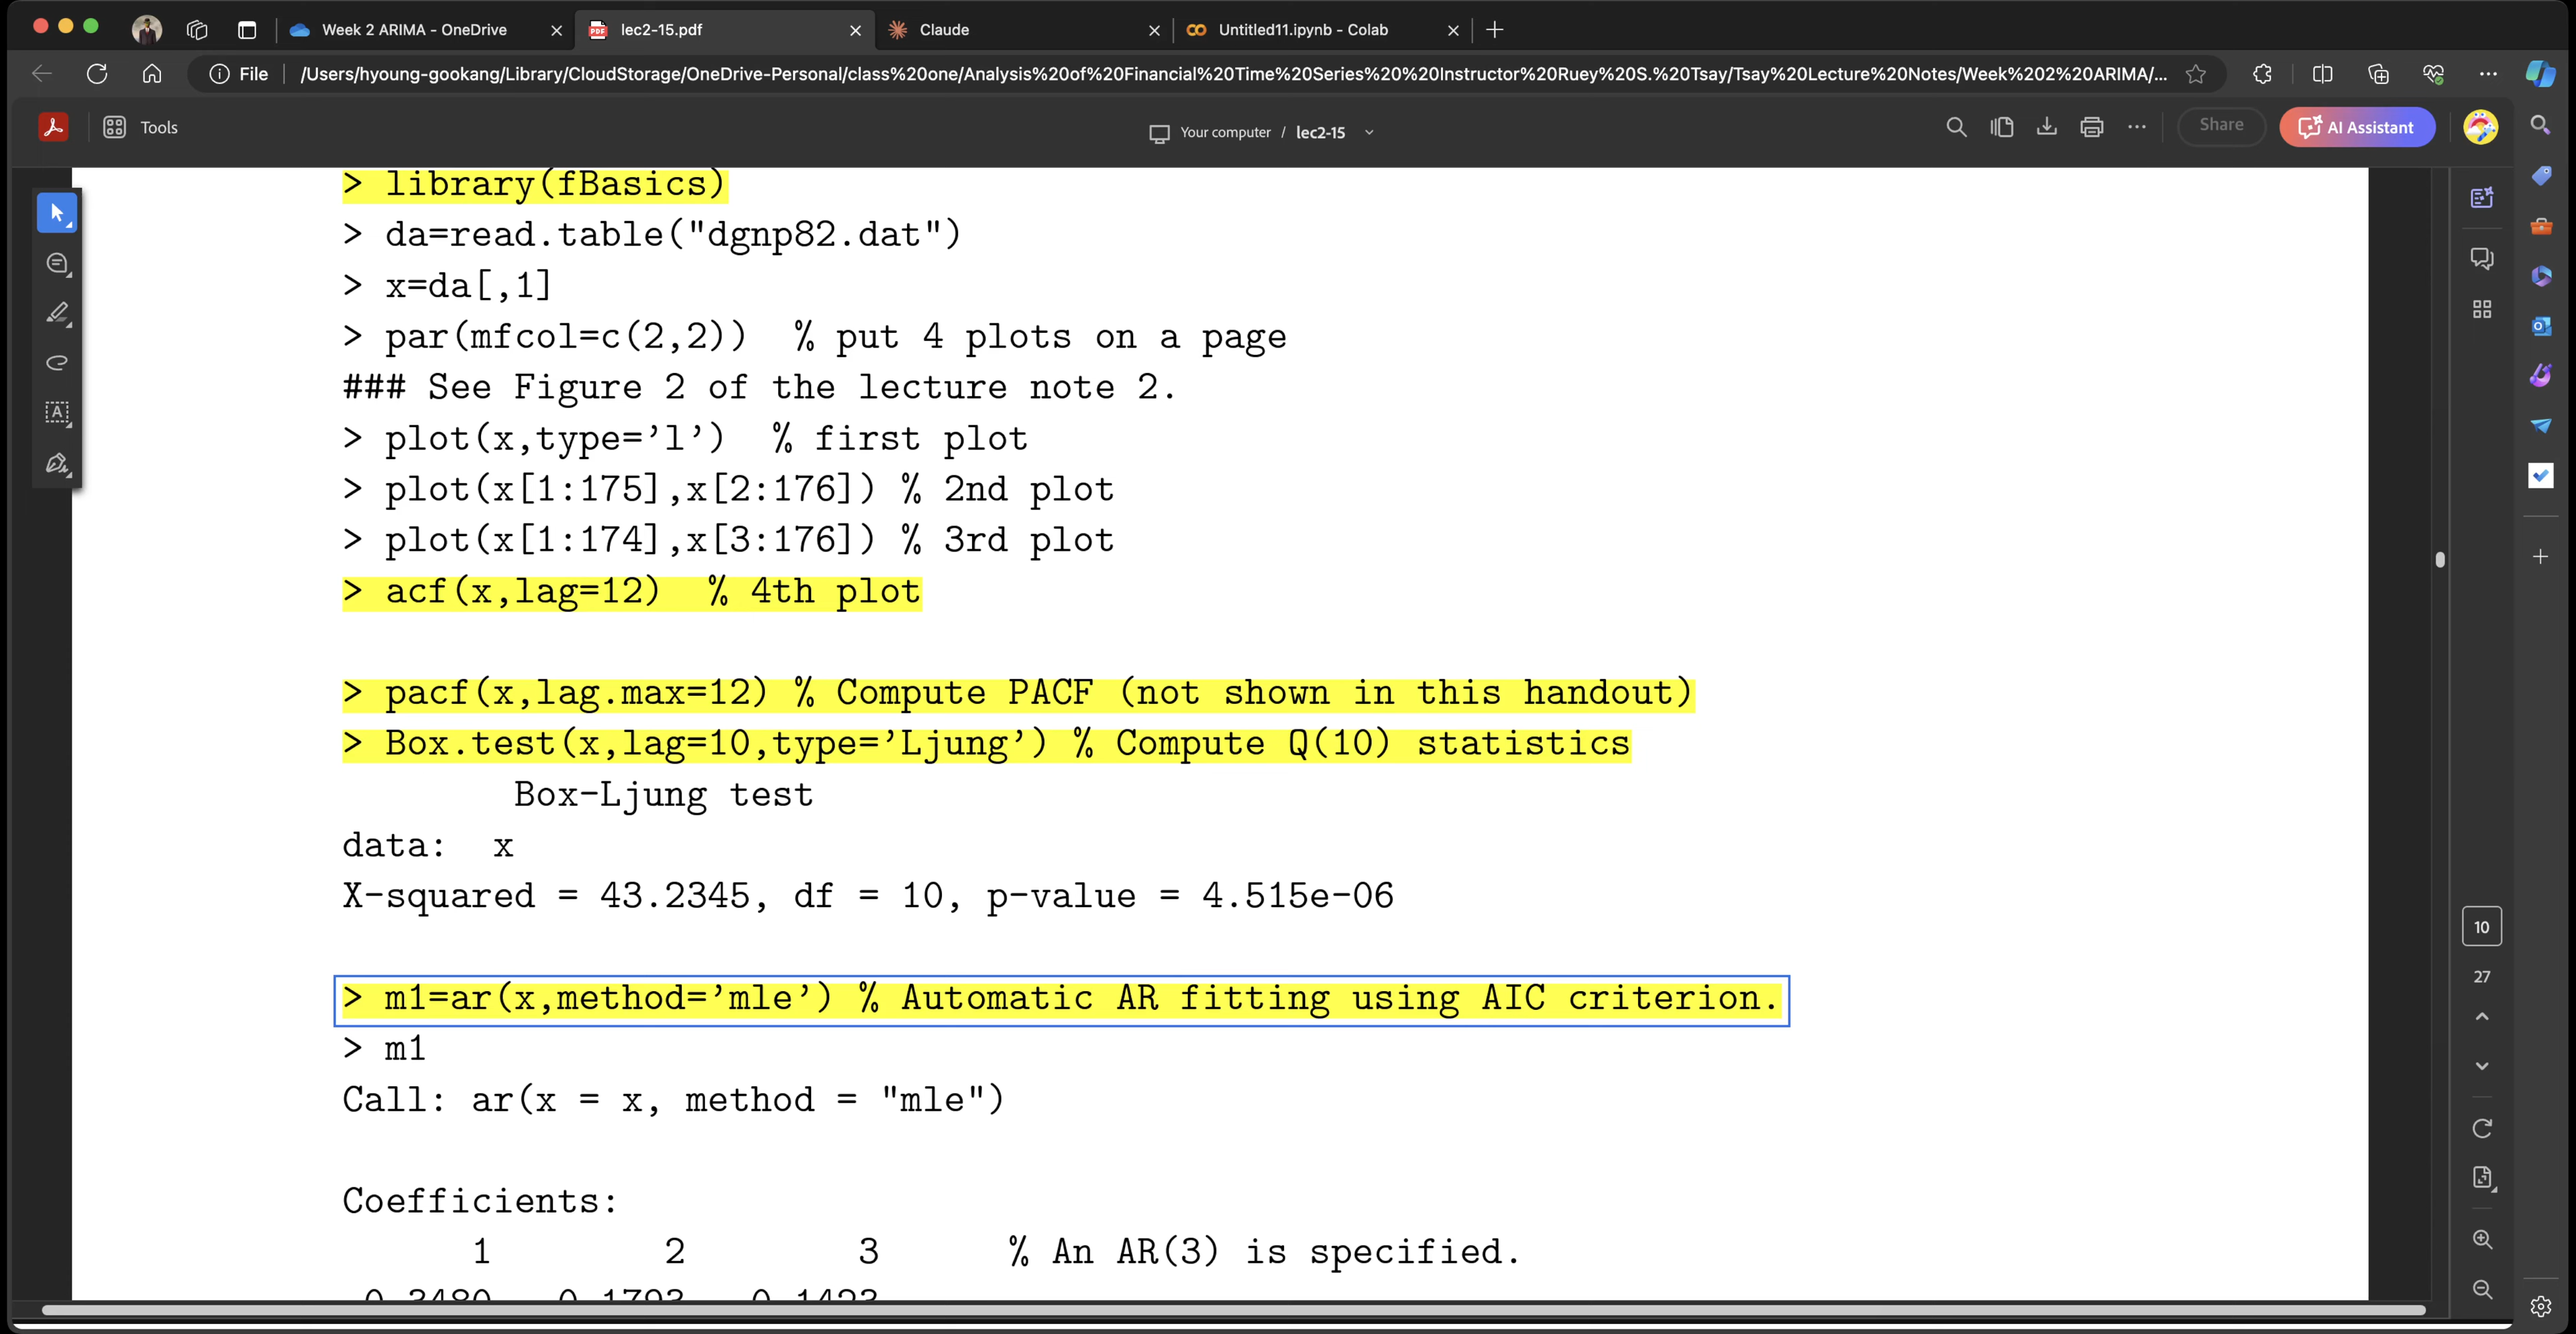 Week 2 ARIMA - OneDrive
lec2-15.pdf
Claude
Untitled11.ipynb - Colab
File
/Users/hyoung-gookang/Library/CloudStorage/OneDrive-Personal/class%20one/Analysis%20of%20Financial%20Time%20Series%20%20Instructor%20Ruey%20S.%20Tsay/Tsay%20Lecture%20Notes/Week%202%20ARIMA/...
Tools
Your computer / lec2-15
Share
AI Assistant
> library(fBasics)
> da=read.table("dgnp82.dat")
> x=da[,1]
> par(mfcol=c(2,2)) % put 4 plots on a page
### See Figure 2 of the lecture note 2.
> plot(x,type=’l’) % first plot
> plot(x[1:175],x[2:176]) % 2nd plot
> plot(x[1:174],x[3:176]) % 3rd plot
> acf(x,lag=12) % 4th plot
> pacf(x,lag.max=12) % Compute PACF (not shown in this handout)
> Box.test(x,lag=10,type=’Ljung’) % Compute Q(10) statistics
Box-Ljung test
data: x
X-squared = 43.2345, df = 10, p-value = 4.515e-06
> m1=ar(x,method=’mle’) % Automatic AR fitting using AIC criterion.
> m1
Call: ar(x = x, method = "mle")
Coefficients:
1 2 3 % An AR(3) is specified.
10
27